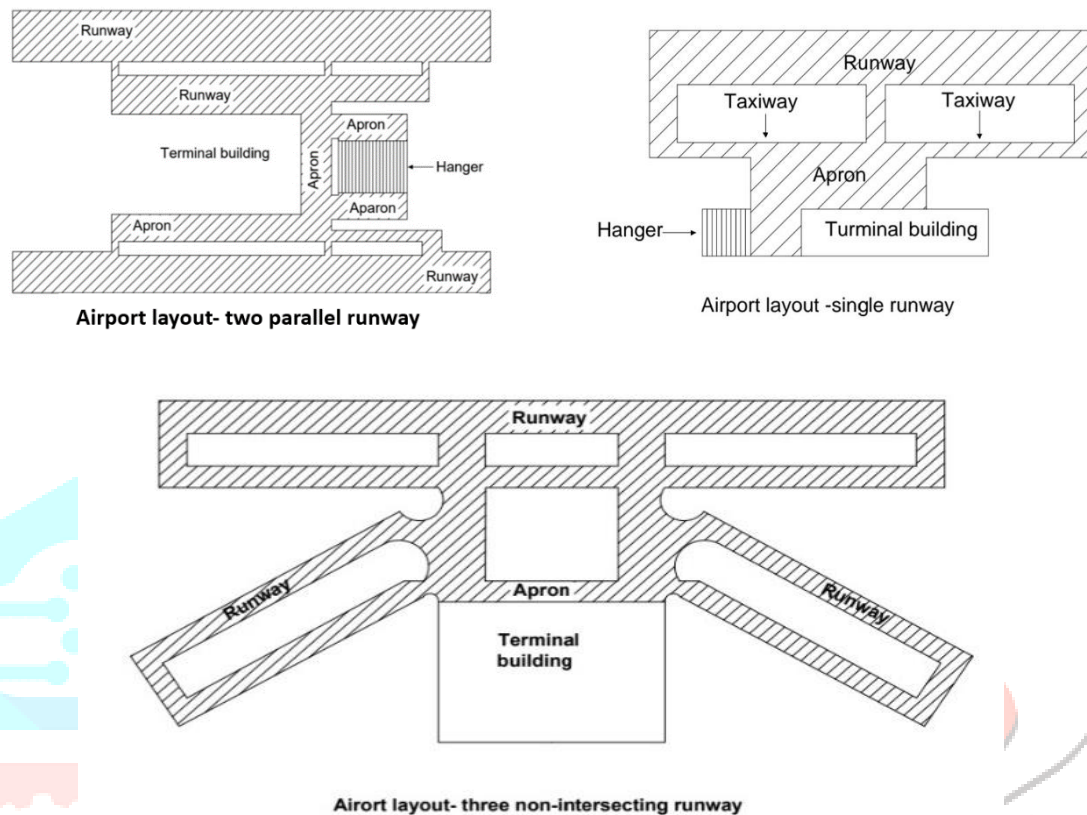 Runway
Runway
Apron
Terminal building
Apron
Hanger
Aparon
Apron
Runway
Airport layout- two parallel runway
Runway
Taxiway
Taxiway
Apron
Hanger
Turminal building
Airport layout -single runway
Runway
Runway
Apron
Runway
Terminal
building
Airort layout- three non-intersecting runway